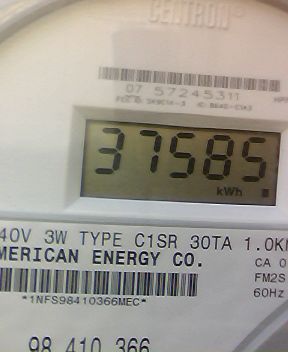 CENTRON®
07 57245311
37585
kWh
40V 3W TYPE C1SR 30TA 1.0K
MERICAN ENERGY CO.
CA 0
FM2S
*1NFS98410366MEC*
60Hz
98 410 366